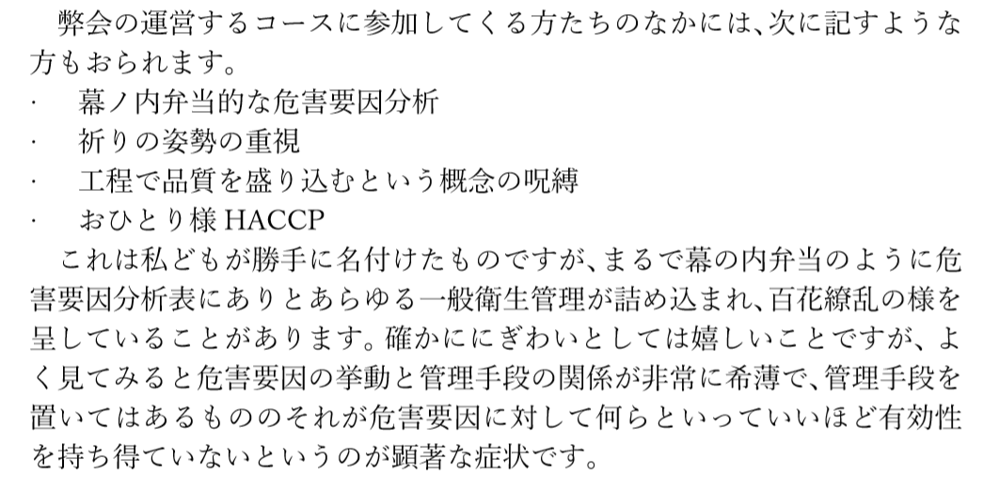 弊会の運営するコースに参加してくる方たちのなかには、次に記すような
方もおられます。
· 幕ノ内弁当的な危害要因分析
· 祈りの姿勢の重視
· 工程で品質を盛り込むという概念の呪縛
· おひとり様 HACCP
これは私どもが勝手に名付けたものですが、まるで幕の内弁当のように危
害要因分析表にありとあらゆる一般衛生管理が詰め込まれ、百花繚乱の様を
呈していることがあります。確かににぎわいとしては嬉しいことですが、よ
く見てみると危害要因の挙動と管理手段の関係が非常に希薄で、管理手段を
置いてはあるもののそれが危害要因に対して何らといっていいほど有効性
を持ち得ていないというのが顕著な症状です。